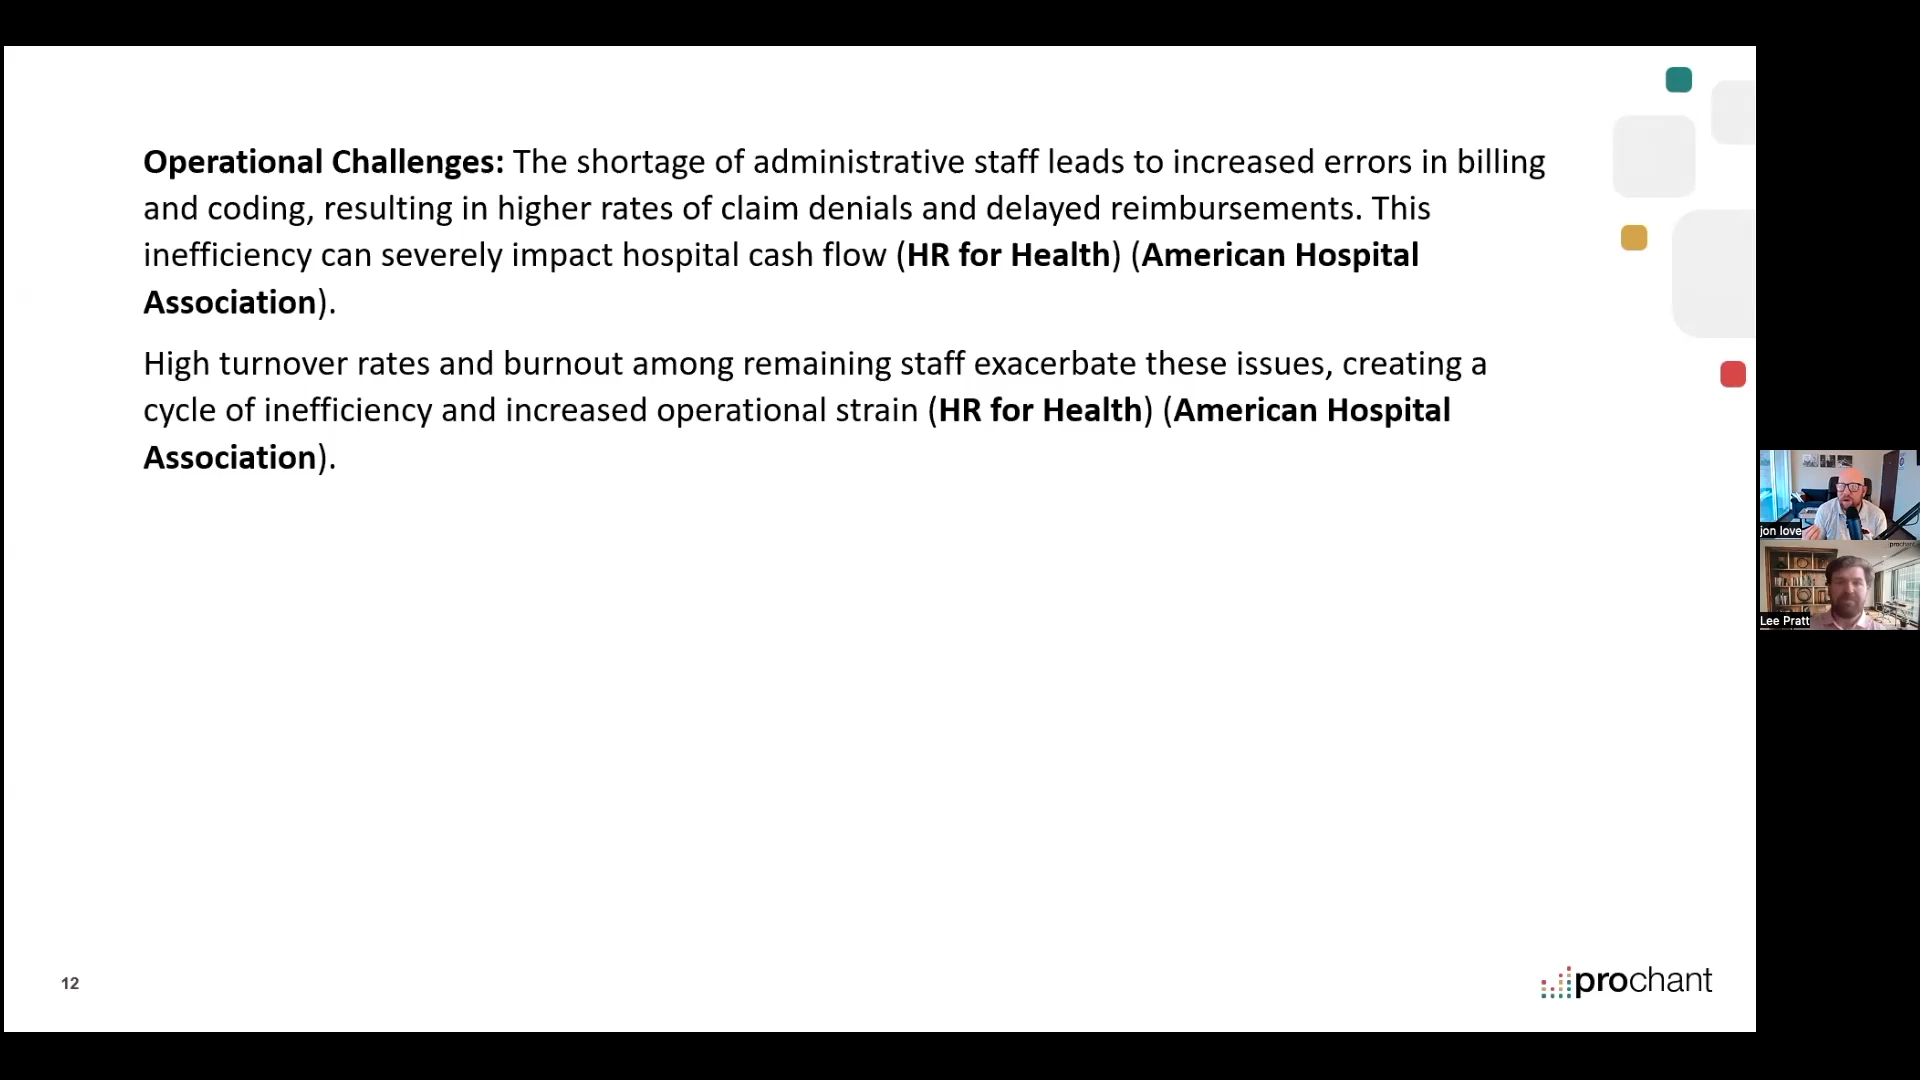 Operational Challenges: The shortage of administrative staff leads to increased errors in billing
and coding, resulting in higher rates of claim denials and delayed reimbursements. This
inefficiency can severely impact hospital cash flow (HR for Health) (American Hospital
Association).
High turnover rates and burnout among remaining staff exacerbate these issues, creating a
cycle of inefficiency and increased operational strain (HR for Health) (American Hospital
Association).
jon love
prochant
Lee Pratt
12
prochant